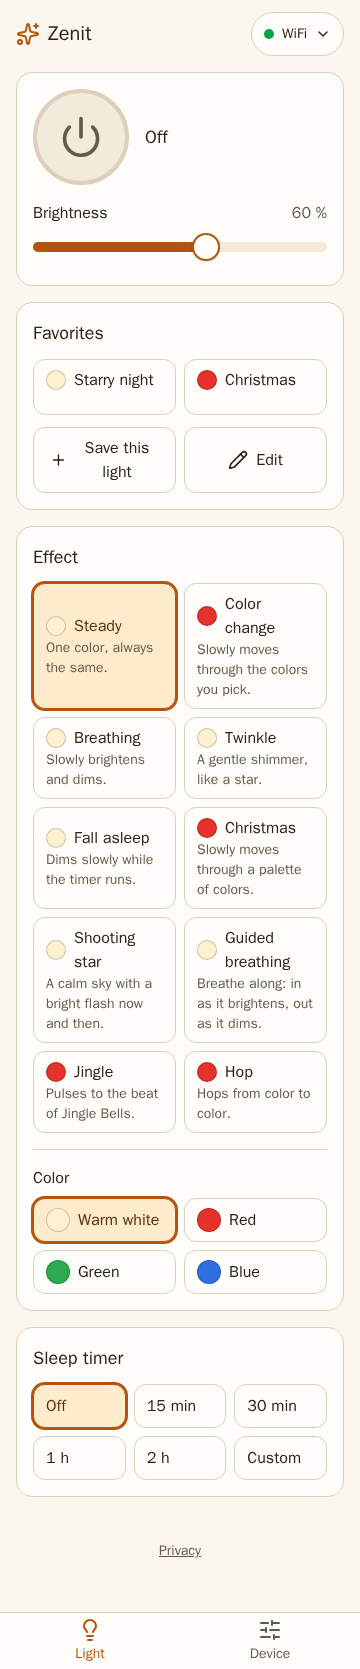 Zenit
WiFi
Off
Brightness
60 %
Favorites
Starry night
Christmas
Save this
light
Edit
Effect
Steady
One color, always
the same.
Color
change
Slowly moves
through the colors
you pick.
Breathing
Slowly brightens
and dims.
Twinkle
A gentle shimmer,
like a star.
Fall asleep
Dims slowly while
the timer runs.
Christmas
Slowly moves
through a palette
of colors.
Shooting
star
A calm sky with a
bright flash now
and then.
Guided
breathing
Breathe along: in
as it brightens, out
as it dims.
Jingle
Pulses to the beat
of Jingle Bells.
Hop
Hops from color to
color.
Color
Warm white
Red
Green
Blue
Sleep timer
Off
15 min
30 min
1 h
2 h
Custom
Privacy
Light
Device